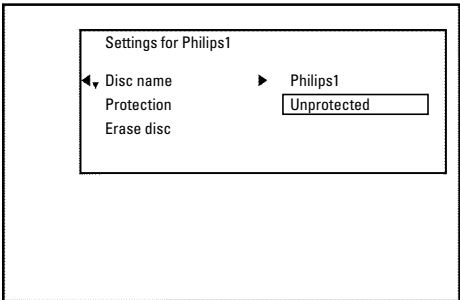 Settings for Philips1
Disc name Philips1
Protection Unprotected
Erase disc